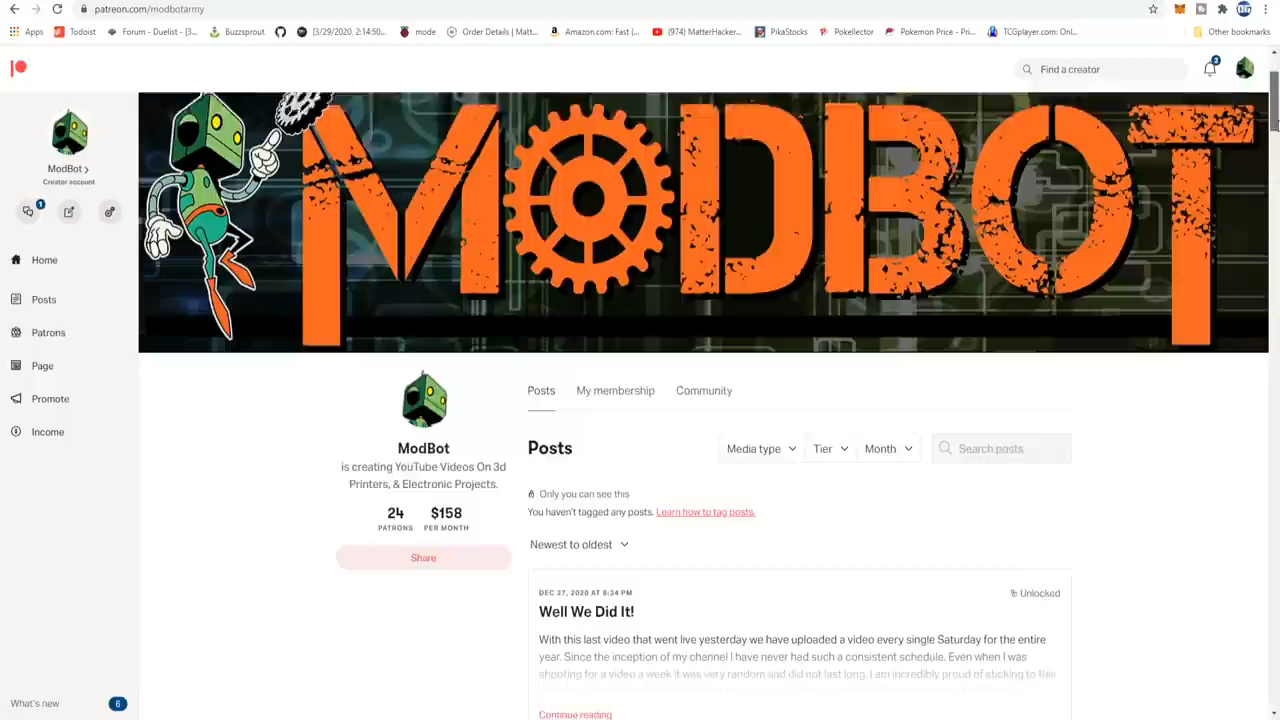 patreon.com/modbotarmy
Apps
Todoist
Forum - Duelist - [3...
Buzzsprout
[3/29/2020, 2:14:50...
mode
Order Details | Matt...
Amazon.com: Fast (...
(974) MatterHacker...
PikaStocks
Pokellector
Pokemon Price - Pri...
TCGplayer.com: Onl...
Other bookmarks
Find a creator
3
MODBOT
ModBot
Creator account
1
Home
Posts
Patrons
Page
Promote
Income
What's new
6
ModBot
is creating YouTube Videos On 3d
Printers, & Electronic Projects.
24 $158
PATRONS PER MONTH
Share
Posts My membership Community
Posts
Media type Tier Month Search posts
Only you can see this
You haven't tagged any posts. Learn how to tag posts.
Newest to oldest
DEC 27, 2020 AT 8:34 PM
Unlocked
Well We Did It!
With this last video that went live yesterday we have uploaded a video every single Saturday for the entire
year. Since the inception of my channel I have never had such a consistent schedule. Even when I was
shooting for a video a week it was very random and did not last long. I am incredibly proud of sticking to this
Continue reading